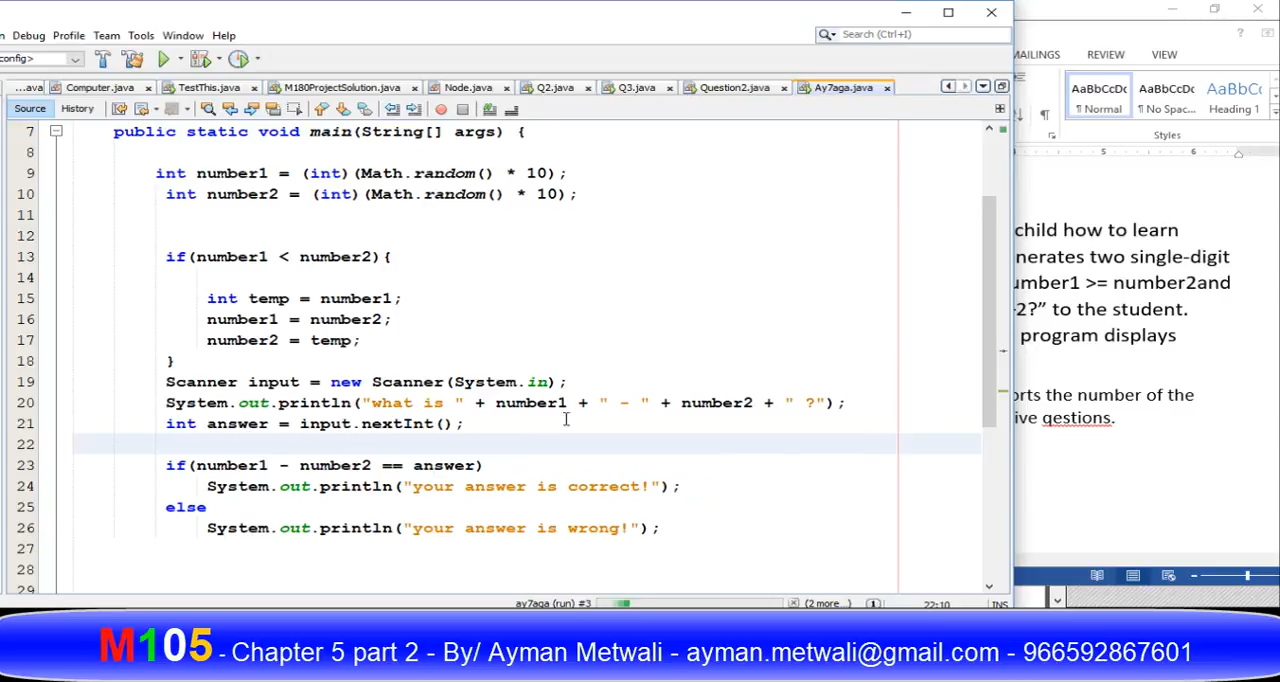 Debug Profile Team Tools Window Help
Search (Ctrl+I)
config>
...ava Computer.java TestThis.java M180ProjectSolution.java Node.java Q2.java Q3.java Question2.java Ay7aga.java
Source History
7 public static void main(String[] args) {
8
9 int number1 = (int)(Math.random() * 10);
10 int number2 = (int)(Math.random() * 10);
11
12
13 if(number1 < number2){
14
15 int temp = number1;
16 number1 = number2;
17 number2 = temp;
18 }
19 Scanner input = new Scanner(System.in);
20 System.out.println("what is " + number1 + " - " + number2 + " ?");
21 int answer = input.nextInt();
22
23 if(number1 - number2 == answer)
24 System.out.println("your answer is correct!");
25 else
26 System.out.println("your answer is wrong!");
27
28
29
ay7aga (run) #3 (2 more...) 1 22:10 INS
MAILINGS REVIEW VIEW
AaBbCcDc AaBbCcDc AaBbCc
¶ Normal ¶ No Spac... Heading 1
Styles
5 6
child how to learn
nerates two single-digit
umber1 >= number2and
-2?” to the student.
program displays
orts the number of the
ive qestions.
M105 - Chapter 5 part 2 - By/ Ayman Metwali - ayman.metwali@gmail.com - 966592867601